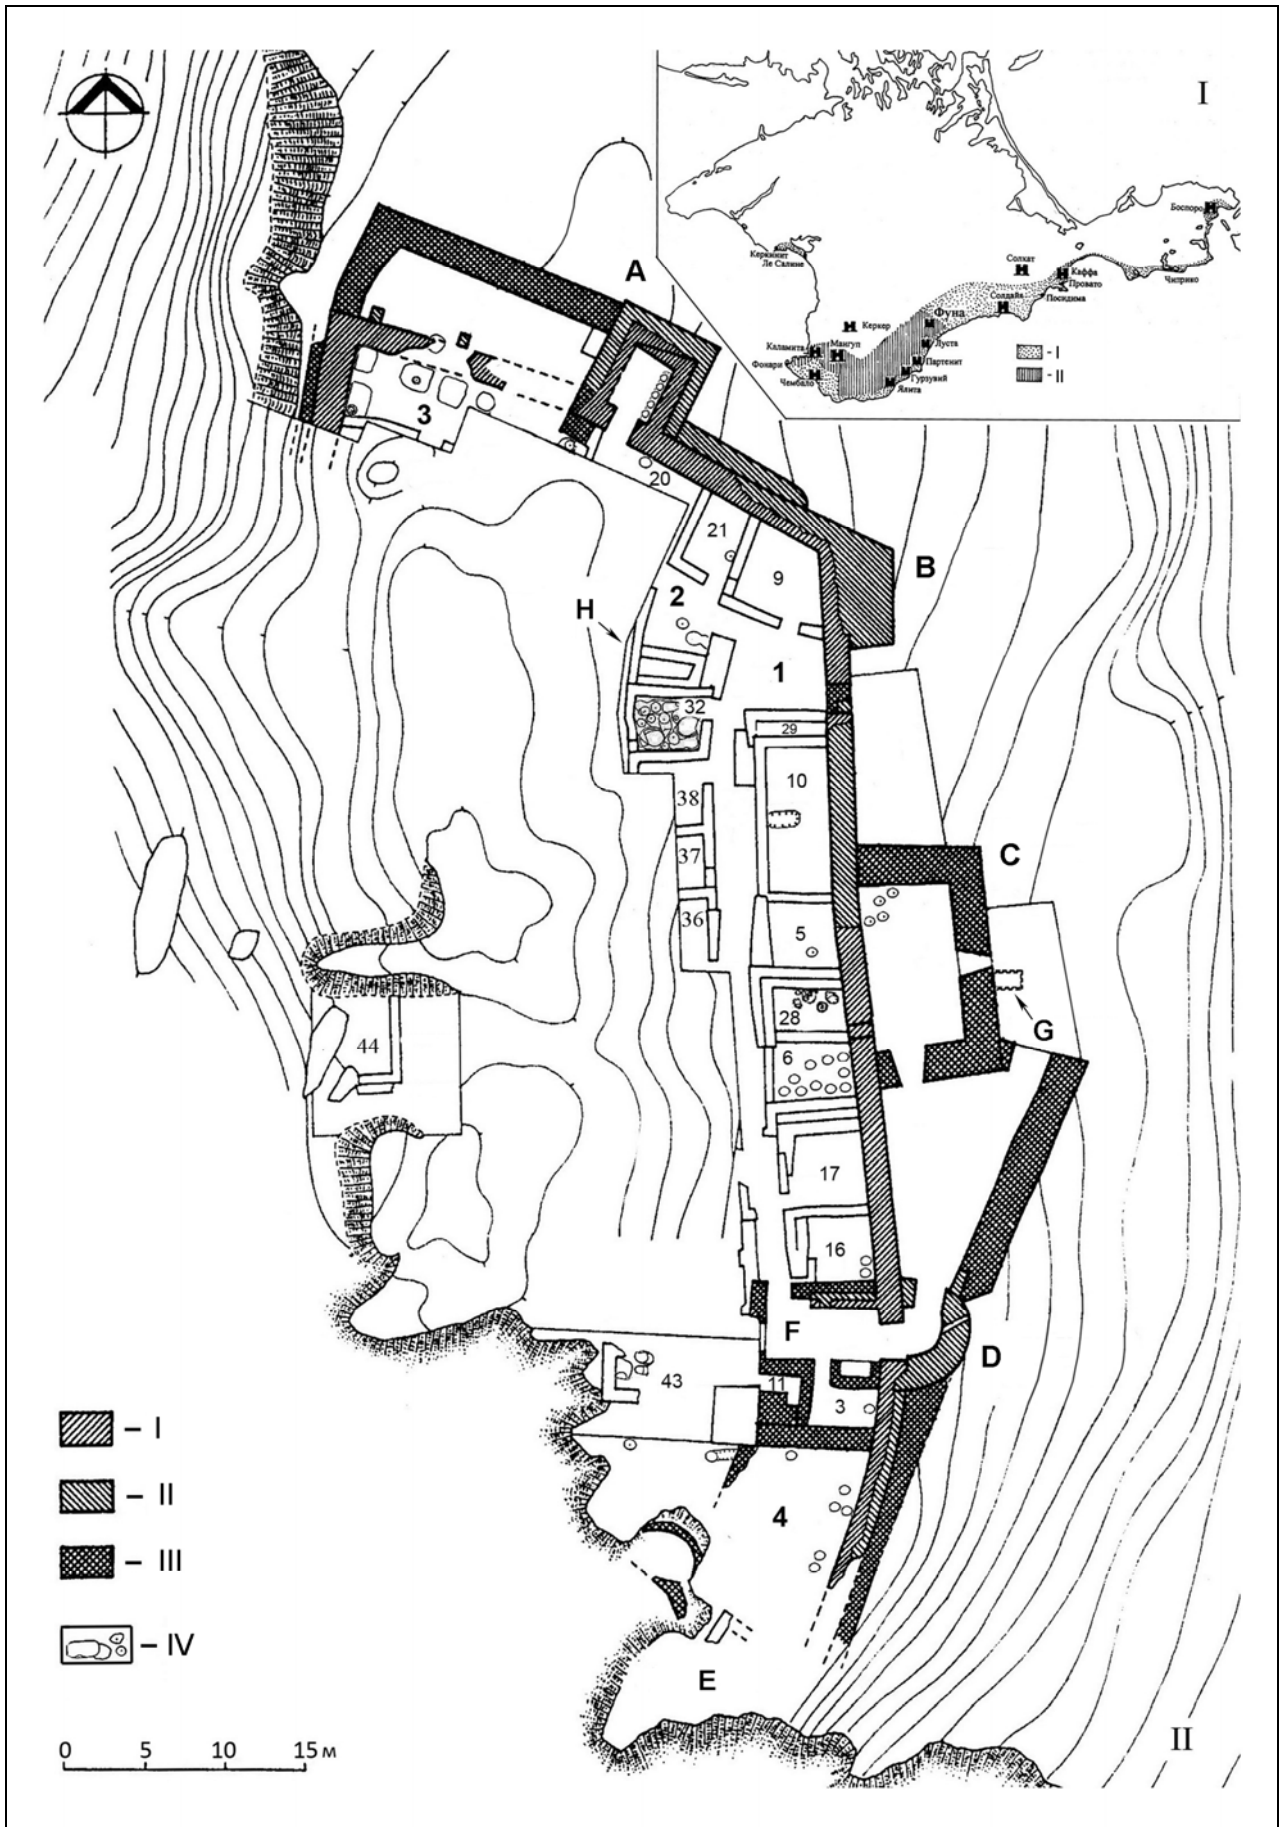 I
Боспоро
Керкинит
Ле Салине
Солхат
Каффа
Провато
Чиприко
Солдайя
Посидима
Фуна
Керкер
Каламита
Мангуп
Луста
Фонари
Партенит
Чембало
Гурзувий
Ялита
- I
- II
A
3
20
21
9
B
2
H
1
32
29
10
38
37
C
36
5
28
G
44
6
17
16
F
D
43
11
3
4
E
– I
– II
– III
– IV
II
0 5 10 15 м